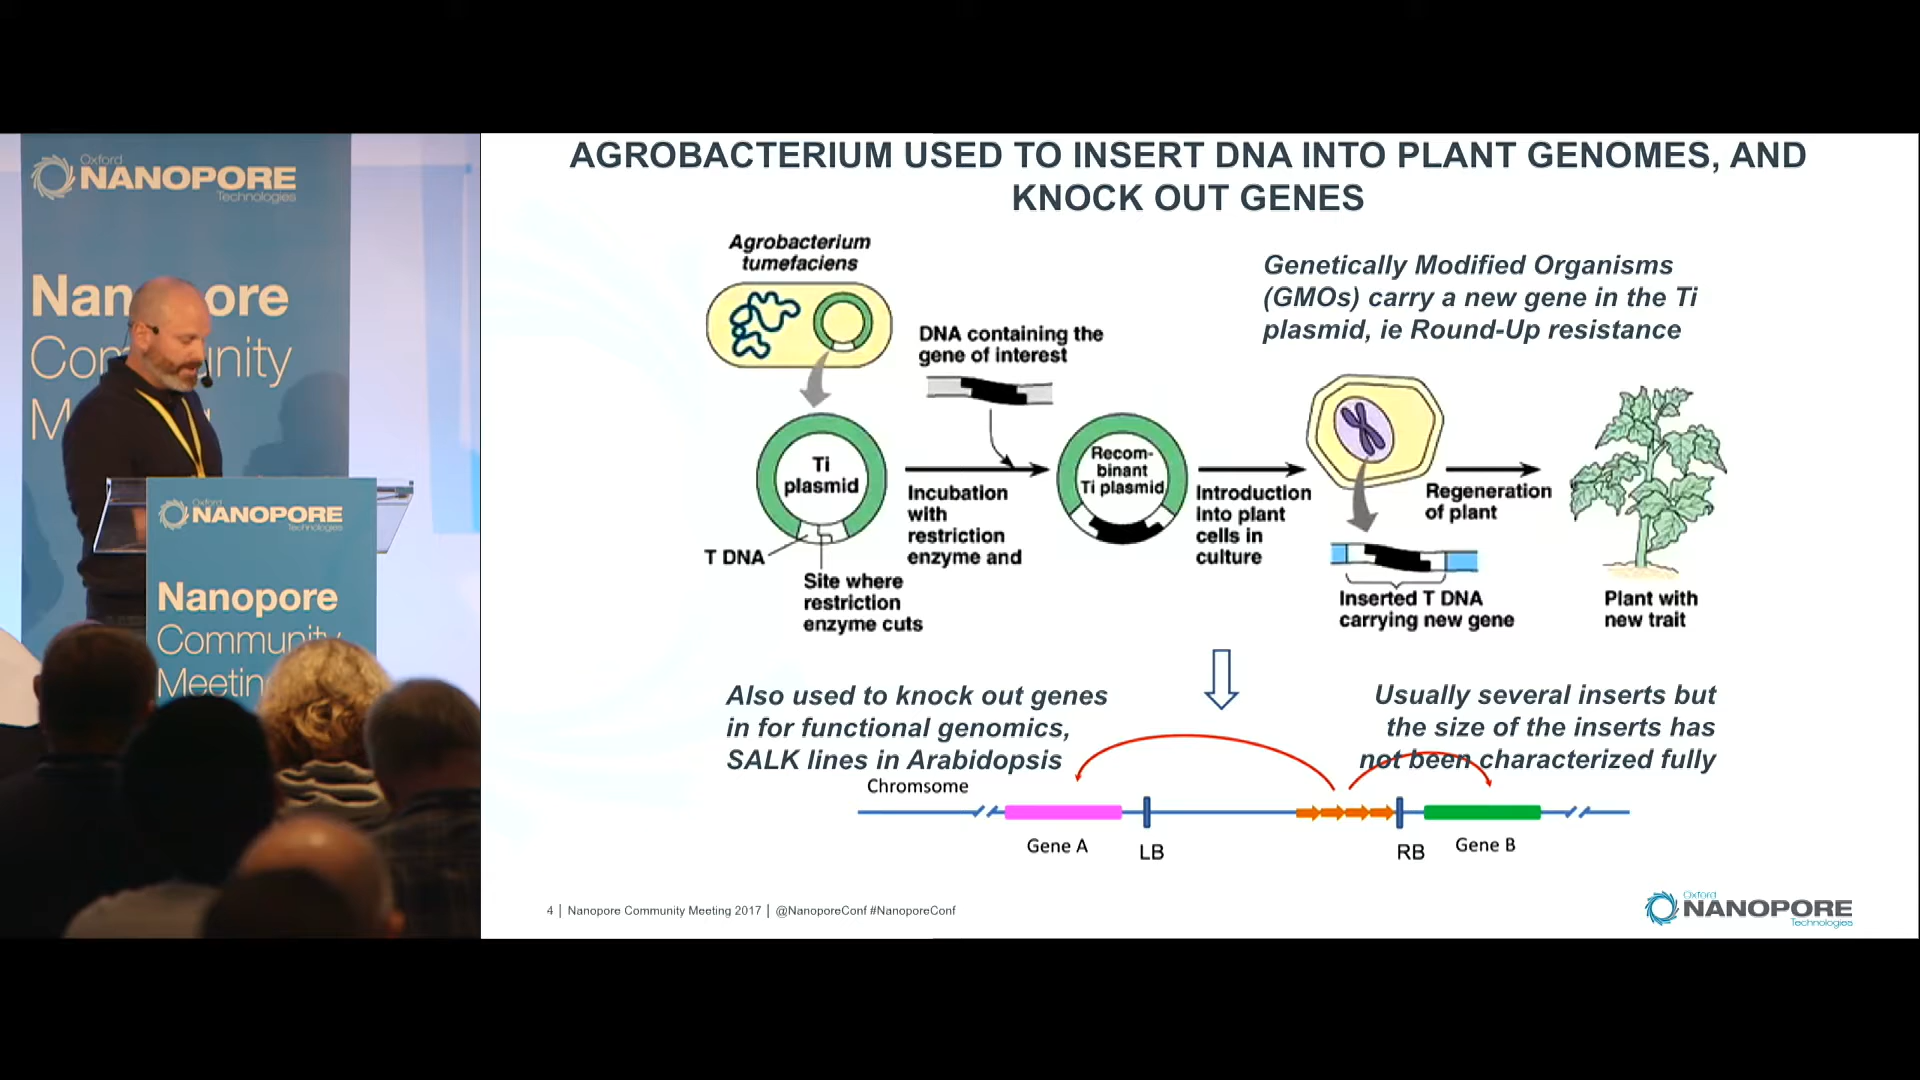 Oxford
NANOPORE
Technologies
Nanopore
Community
M
Oxford
NANOPORE
Technologies
Nanopore
Community
Meetin
AGROBACTERIUM USED TO INSERT DNA INTO PLANT GENOMES, AND
KNOCK OUT GENES
Agrobacterium
tumefaciens
DNA containing the
gene of interest
Genetically Modified Organisms
(GMOs) carry a new gene in the Ti
plasmid, ie Round-Up resistance
Ti
plasmid
T DNA
Site where
restriction
enzyme cuts
Incubation
with
restriction
enzyme and
Recom-
binant
Ti plasmid
Introduction
Into plant
cells in
culture
Inserted T DNA
carrying new gene
Regeneration
of plant
Plant with
new trait
Also used to knock out genes
in for functional genomics,
SALK lines in Arabidopsis
Usually several inserts but
the size of the inserts has
not been characterized fully
Chromsome
Gene A
LB
RB
Gene B
4 | Nanopore Community Meeting 2017 | @NanoporeConf #NanoporeConf
Oxford
NANOPORE
Technologies